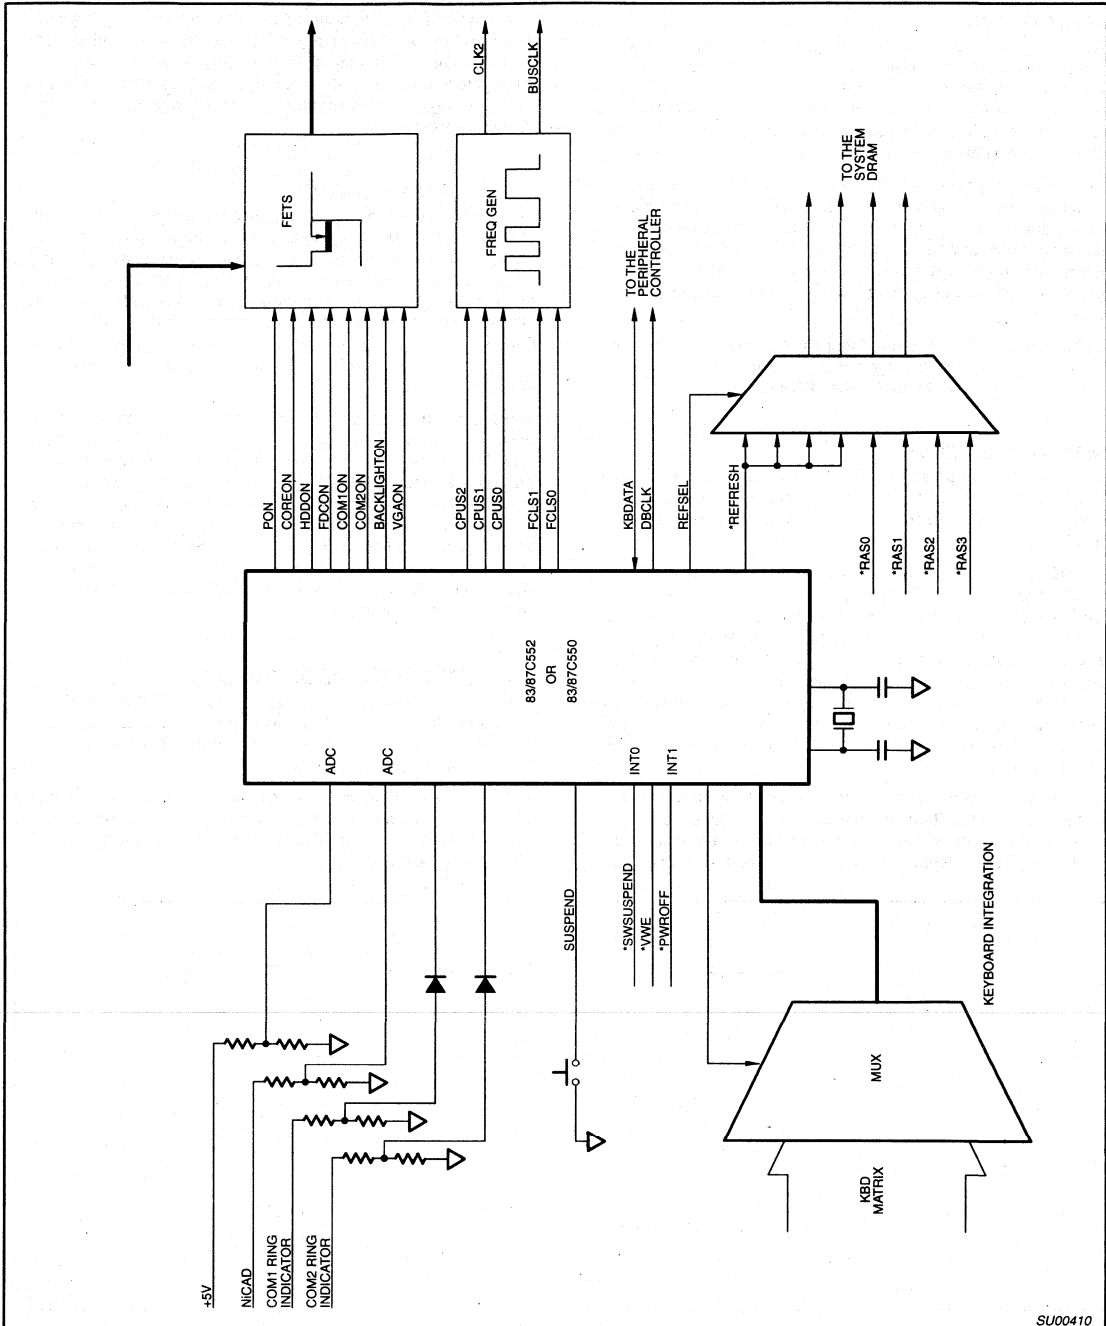 CLK2
BUSCLK
FETS
FREQ GEN
TO THE
PERIPHERAL
CONTROLLER
TO THE
SYSTEM
DRAM
PON
COREON
HDDON
FDCON
COM1ON
COM2ON
BACKLIGHTON
VGAON
CPUS2
CPUS1
CPUS0
FCLS1
FCLS0
KBDATA
DBCLK
REFSEL
*REFRESH
*RAS0
*RAS1
*RAS2
*RAS3
83/87C552
OR
83/87C550
ADC
ADC
INT0
INT1
SUSPEND
*SWSUSPEND
*VWE
*PWROFF
KEYBOARD INTEGRATION
MUX
KBD
MATRIX
+5V
NiCAD
COM1 RING
INDICATOR
COM2 RING
INDICATOR
SU00410